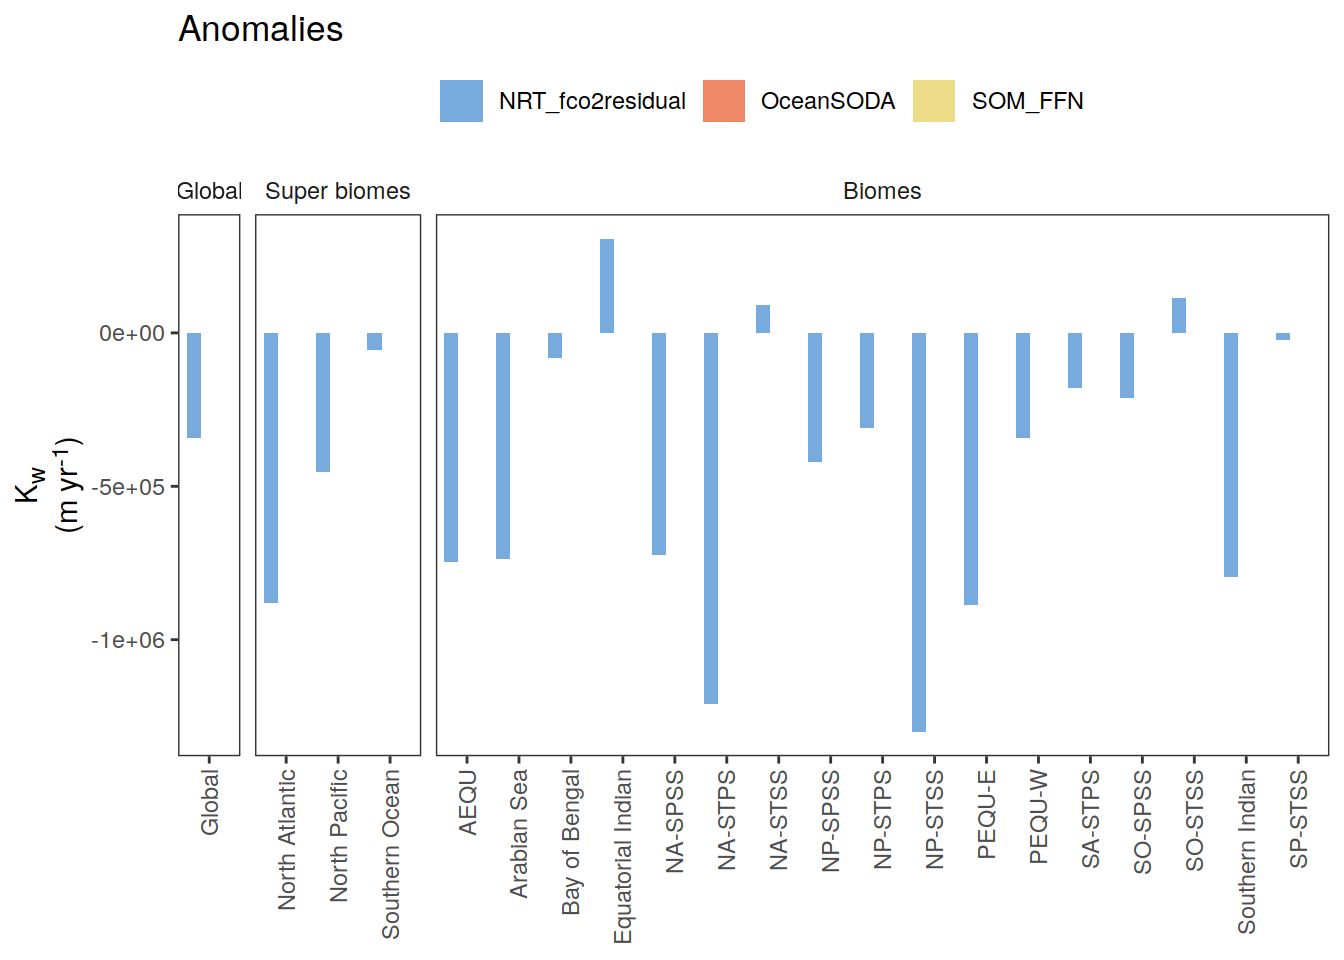 Anomalies
NRT_fco2residual OceanSODA SOM_FFN
Global Super biomes Biomes
0e+00
-5e+05
-1e+06
Kw
(m yr-1)
Global
North Atlantic
North Pacific
Southern Ocean
AEQU
Arabian Sea
Bay of Bengal
Equatorial Indian
NA-SPSS
NA-STPS
NA-STSS
NP-SPSS
NP-STPS
NP-STSS
PEQU-E
PEQU-W
SA-STPS
SO-SPSS
SO-STSS
Southern Indian
SP-STSS